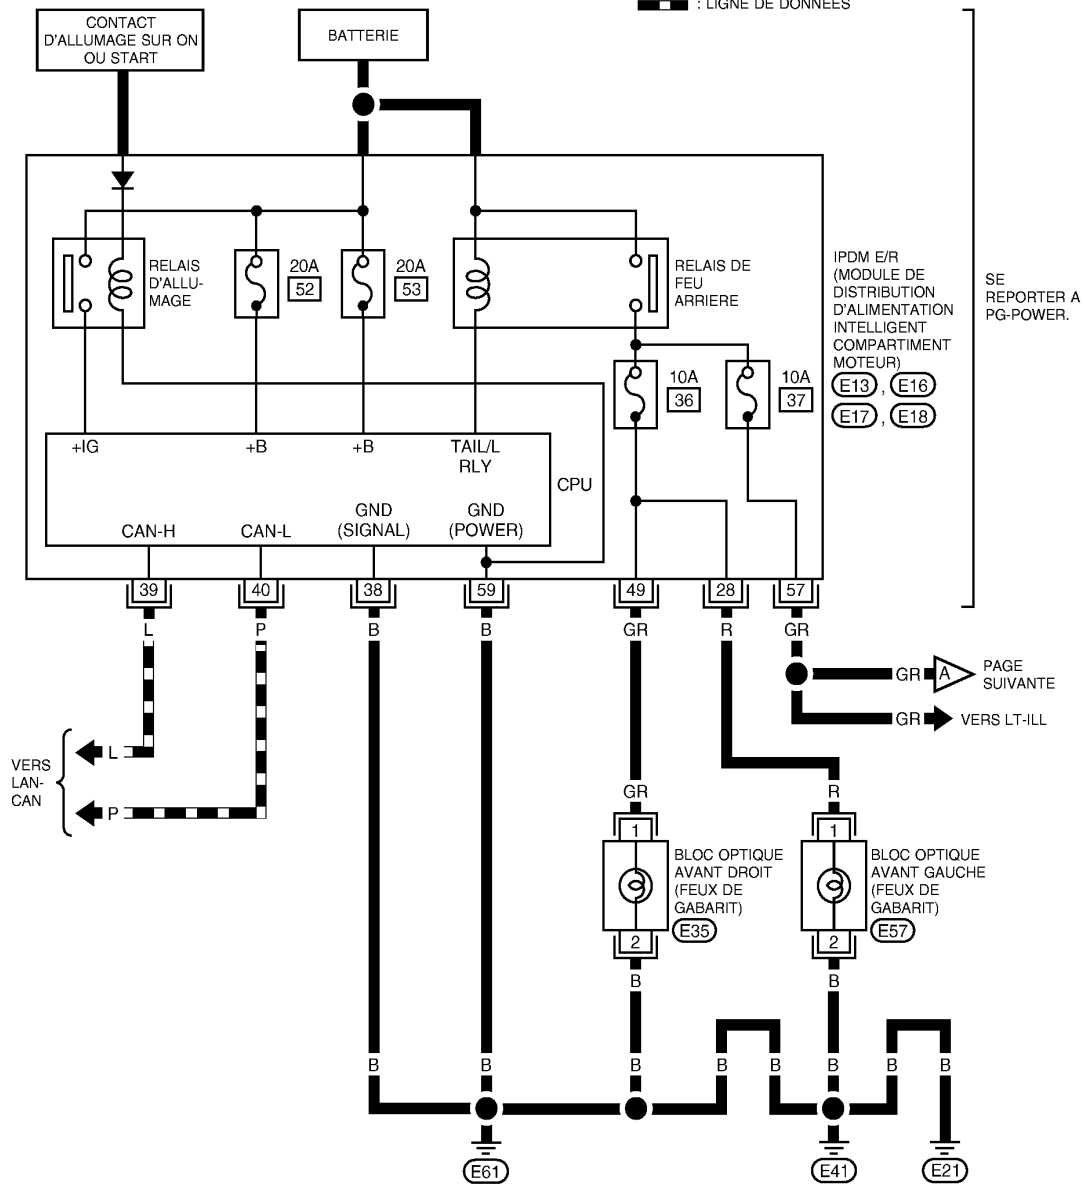 : LIGNE DE DONNEES
CONTACT
D'ALLUMAGE SUR ON
OU START
BATTERIE
RELAIS
D'ALLU-
MAGE
20A
52
20A
53
RELAIS DE
FEU
ARRIERE
IPDM E/R
(MODULE DE
DISTRIBUTION
D'ALIMENTATION
INTELLIGENT
COMPARTIMENT
MOTEUR)
E13 , E16
E17 , E18
SE
REPORTER A
PG-POWER.
10A
36
10A
37
+IG
+B
+B
TAIL/L
RLY
CPU
CAN-H
CAN-L
GND
(SIGNAL)
GND
(POWER)
39
40
38
59
49
28
57
L
P
B
B
GR
R
GR
GR
A
PAGE
SUIVANTE
GR
VERS LT-ILL
VERS
LAN-
CAN
L
P
GR
R
1
1
BLOC OPTIQUE
AVANT DROIT
(FEUX DE
GABARIT)
E35
BLOC OPTIQUE
AVANT GAUCHE
(FEUX DE
GABARIT)
E57
2
2
B
B
B
B
B
B
B
B
B
B
E61
E41
E21